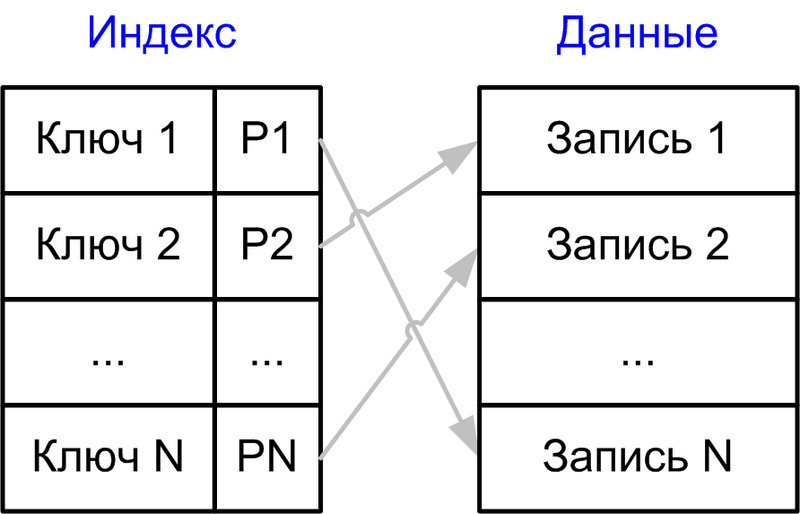 Индекс Данные
Ключ 1 P1 Запись 1
Ключ 2 P2 Запись 2
... ... ...
Ключ N PN Запись N